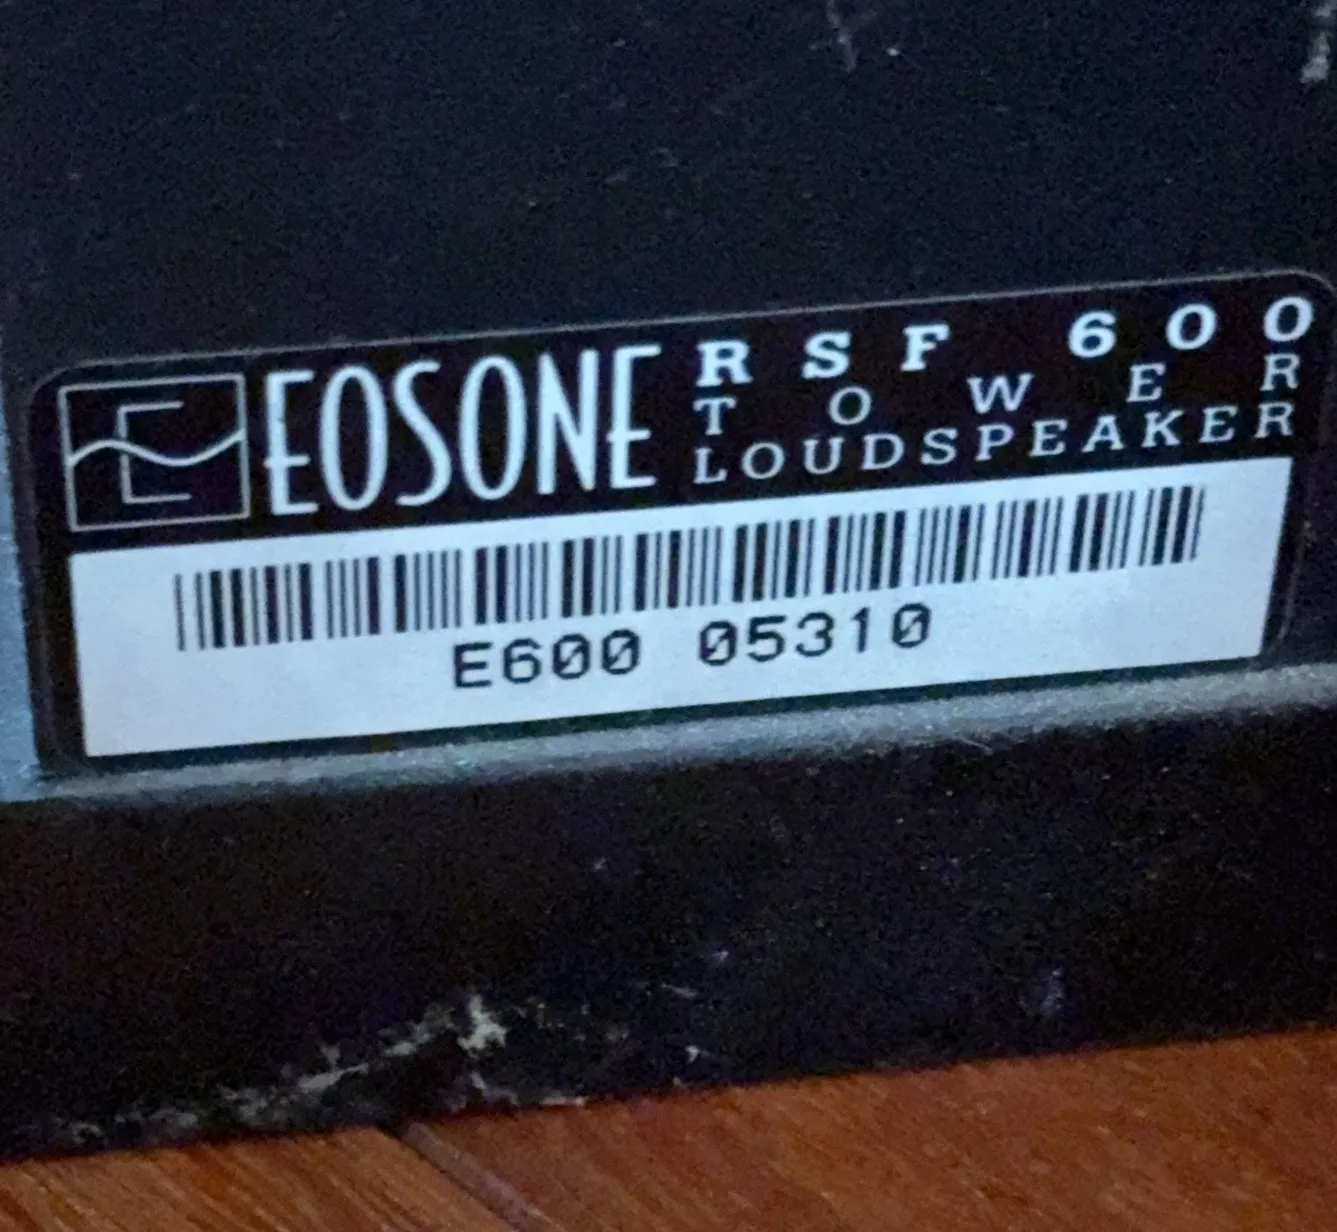 EOSONE
RSF 600
TOWER
LOUDSPEAKER
E600 05310